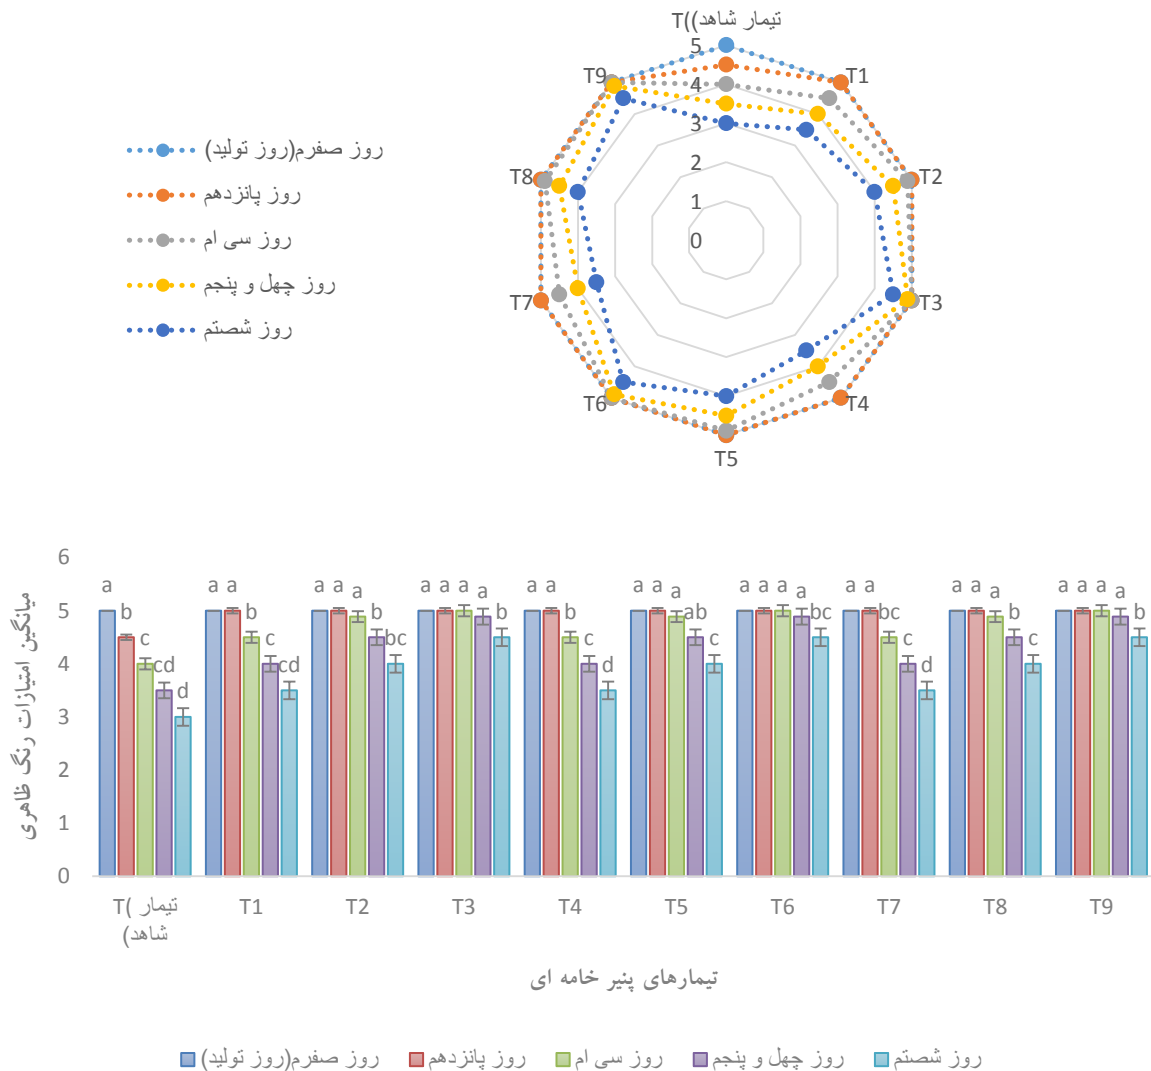 تیمار شاهد))T
5
4
3
2
1
0
T1
T2
T3
T4
T5
T6
T7
T8
T9
روز صفرم(روز تولید)
روز پانزدهم
روز سی ام
روز چهل و پنجم
روز شصتم
میانگین امتیازات رنگ ظاهری
6
5
4
3
2
1
0
a b c cd d
a a b c cd
a a a b bc
a a a a b
a a b c d
a a a ab c
a a a a bc
a a bc c d
a a a b c
a a a a b
تیمار )T
شاهد)
T1 T2 T3 T4 T5 T6 T7 T8 T9
تیمارهای پنیر خامه ای
روز صفرم(روز تولید) روز پانزدهم روز سی ام روز چهل و پنجم روز شصتم